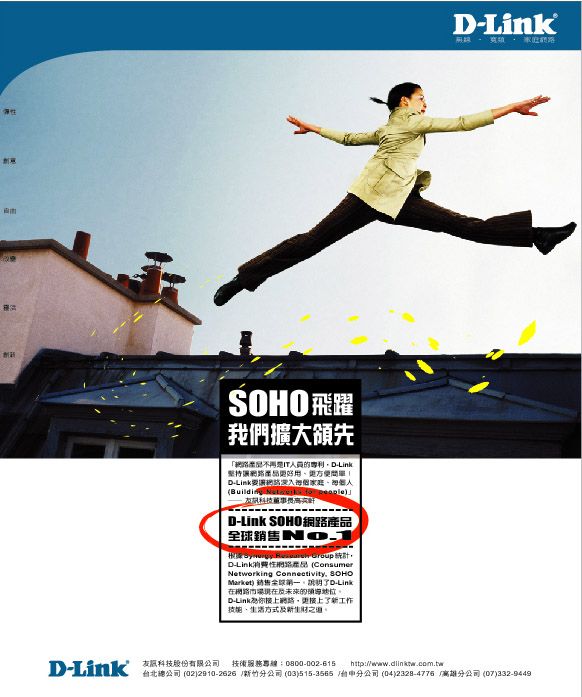 D-Link®
無線 ‧ 寬頻 ‧ 家庭網路
彈性
創意
自由
靈活
創新
SOHO飛躍
我們擴大領先
「網路產品不再是IT人員的專利，D-Link
堅持讓網路產品更好用、更方便簡單！
D-Link要讓網路深入每個家庭、每個人
(Building Networks for people)」
—— 友訊科技董事長高次軒
D-Link SOHO網路產品
全球銷售No.1
根據Synergy Research Group統計，
D-Link消費性網路產品 (Consumer
Networking Connectivity, SOHO
Market) 銷售全球第一，說明了D-Link
在網路市場現在及未來的領導地位。
D-Link為你接上網路，更接上了新工作
技能、生活方式及新生財之道。
D-Link® 友訊科技股份有限公司 技術服務專線：0800-002-615 http://www.dlinktw.com.tw
台北總公司 (02)2910-2626 /新竹分公司 (03)515-3565 /台中分公司 (04)2328-4776 /高雄分公司 (07)332-9449